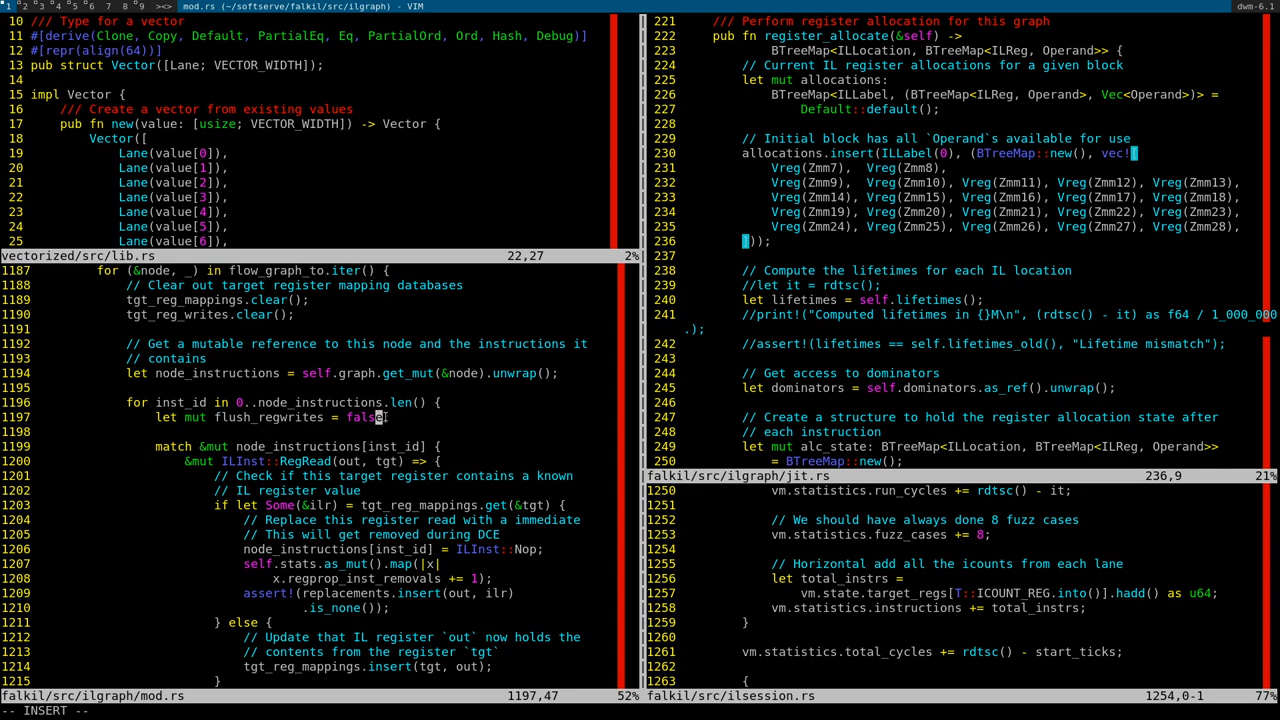 1 2 3 4 5 6 7 8 9 ><> mod.rs (~/softserve/falkil/src/ilgraph) - VIM dwm-6.1
10 /// Type for a vector
11 #[derive(Clone, Copy, Default, PartialEq, Eq, PartialOrd, Ord, Hash, Debug)]
12 #[repr(align(64))]
13 pub struct Vector([Lane; VECTOR_WIDTH]);
14
15 impl Vector {
16     /// Create a vector from existing values
17     pub fn new(value: [usize; VECTOR_WIDTH]) -> Vector {
18         Vector([
19             Lane(value[0]),
20             Lane(value[1]),
21             Lane(value[2]),
22             Lane(value[3]),
23             Lane(value[4]),
24             Lane(value[5]),
25             Lane(value[6]),
vectorized/src/lib.rs 22,27 2%
1187         for (&node, _) in flow_graph_to.iter() {
1188             // Clear out target register mapping databases
1189             tgt_reg_mappings.clear();
1190             tgt_reg_writes.clear();
1191
1192             // Get a mutable reference to this node and the instructions it
1193             // contains
1194             let node_instructions = self.graph.get_mut(&node).unwrap();
1195
1196             for inst_id in 0..node_instructions.len() {
1197                 let mut flush_regwrites = false
1198
1199                 match &mut node_instructions[inst_id] {
1200                     &mut ILInst::RegRead(out, tgt) => {
1201                         // Check if this target register contains a known
1202                         // IL register value
1203                         if let Some(&ilr) = tgt_reg_mappings.get(&tgt) {
1204                             // Replace this register read with a immediate
1205                             // This will get removed during DCE
1206                             node_instructions[inst_id] = ILInst::Nop;
1207                             self.stats.as_mut().map(|x|
1208                                 x.regprop_inst_removals += 1);
1209                             assert!(replacements.insert(out, ilr)
1210                                     .is_none());
1211                         } else {
1212                             // Update that IL register `out` now holds the
1213                             // contents from the register `tgt`
1214                             tgt_reg_mappings.insert(tgt, out);
1215                         }
falkil/src/ilgraph/mod.rs 1197,47 52%
-- INSERT --
221     /// Perform register allocation for this graph
222     pub fn register_allocate(&self) ->
223             BTreeMap<ILLocation, BTreeMap<ILReg, Operand>> {
224         // Current IL register allocations for a given block
225         let mut allocations:
226             BTreeMap<ILLabel, (BTreeMap<ILReg, Operand>, Vec<Operand>)> =
227                 Default::default();
228
229         // Initial block has all `Operand`s available for use
230         allocations.insert(ILLabel(0), (BTreeMap::new(), vec![
231             Vreg(Zmm7),  Vreg(Zmm8),
232             Vreg(Zmm9),  Vreg(Zmm10), Vreg(Zmm11), Vreg(Zmm12), Vreg(Zmm13),
233             Vreg(Zmm14), Vreg(Zmm15), Vreg(Zmm16), Vreg(Zmm17), Vreg(Zmm18),
234             Vreg(Zmm19), Vreg(Zmm20), Vreg(Zmm21), Vreg(Zmm22), Vreg(Zmm23),
235             Vreg(Zmm24), Vreg(Zmm25), Vreg(Zmm26), Vreg(Zmm27), Vreg(Zmm28),
236         ]));
237
238         // Compute the lifetimes for each IL location
239         //let it = rdtsc();
240         let lifetimes = self.lifetimes();
241         //print!("Computed lifetimes in {}M\n", (rdtsc() - it) as f64 / 1_000_000
.);
242         //assert!(lifetimes == self.lifetimes_old(), "Lifetime mismatch");
243
244         // Get access to dominators
245         let dominators = self.dominators.as_ref().unwrap();
246
247         // Create a structure to hold the register allocation state after
248         // each instruction
249         let mut alc_state: BTreeMap<ILLocation, BTreeMap<ILReg, Operand>>
250             = BTreeMap::new();
falkil/src/ilgraph/jit.rs 236,9 21%
1250             vm.statistics.run_cycles += rdtsc() - it;
1251
1252             // We should have always done 8 fuzz cases
1253             vm.statistics.fuzz_cases += 8;
1254
1255             // Horizontal add all the icounts from each lane
1256             let total_instrs =
1257                 vm.state.target_regs[T::ICOUNT_REG.into()].hadd() as u64;
1258             vm.statistics.instructions += total_instrs;
1259         }
1260
1261         vm.statistics.total_cycles += rdtsc() - start_ticks;
1262
1263         {
falkil/src/ilsession.rs 1254,0-1 77%